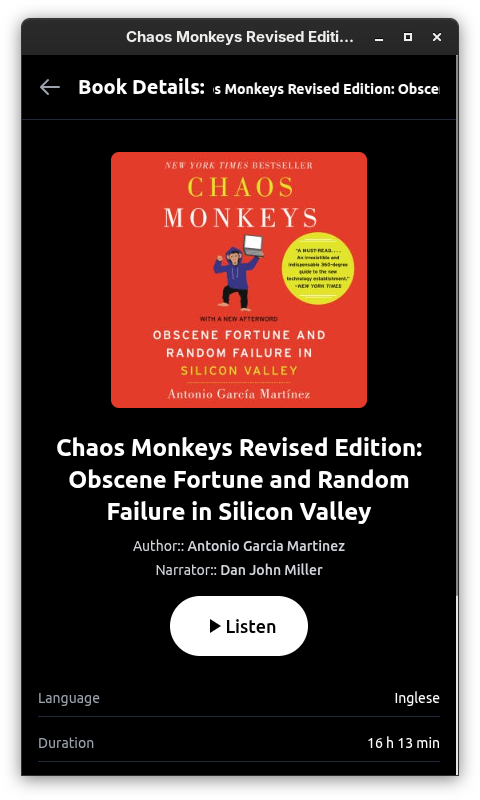 Chaos Monkeys Revised Editi...
Book Details: s Monkeys Revised Edition: Obsce
NEW YORK TIMES BESTSELLER
CHAOS
MONKEYS
"A MUST-READ....
An irresistible and
indispensable 360-degree
guide to the new
technology establishment."
—NEW YORK TIMES
WITH A NEW AFTERWORD
OBSCENE FORTUNE AND
RANDOM FAILURE IN
SILICON VALLEY
Antonio García Martínez
Chaos Monkeys Revised Edition:
Obscene Fortune and Random
Failure in Silicon Valley
Author:: Antonio Garcia Martinez
Narrator:: Dan John Miller
Listen
Language Inglese
Duration 16 h 13 min